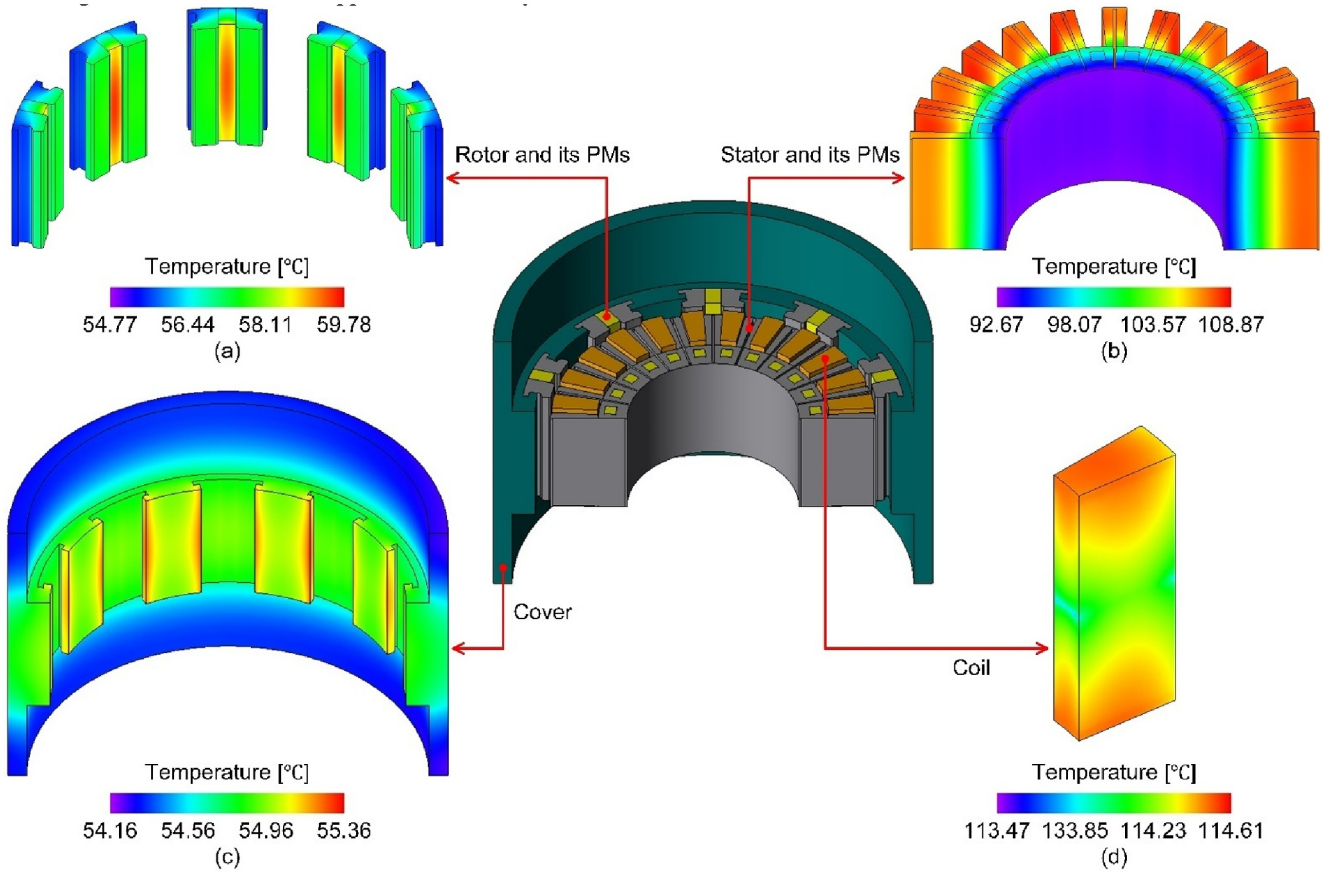 Rotor and its PMs
Stator and its PMs
Temperature [℃]
54.77 56.44 58.11 59.78
(a)
Temperature [℃]
92.67 98.07 103.57 108.87
(b)
Cover
Coil
Temperature [℃]
54.16 54.56 54.96 55.36
(c)
Temperature [℃]
113.47 133.85 114.23 114.61
(d)